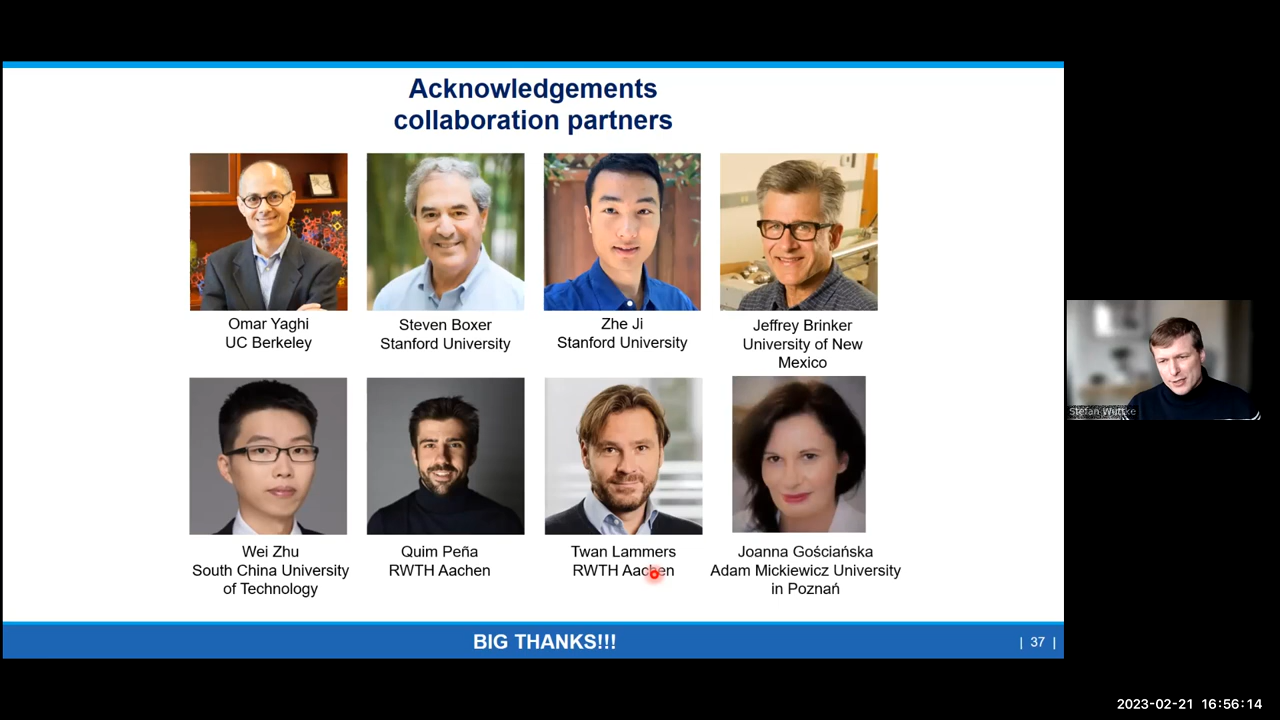 Acknowledgements
collaboration partners
Omar Yaghi
UC Berkeley
Steven Boxer
Stanford University
Zhe Ji
Stanford University
Jeffrey Brinker
University of New
Mexico
Wei Zhu
South China University
of Technology
Quim Peña
RWTH Aachen
Twan Lammers
RWTH Aachen
Joanna Gościańska
Adam Mickiewicz University
in Poznań
BIG THANKS!!!
| 37 |
Stefan Wuttke
2023-02-21 16:56:14